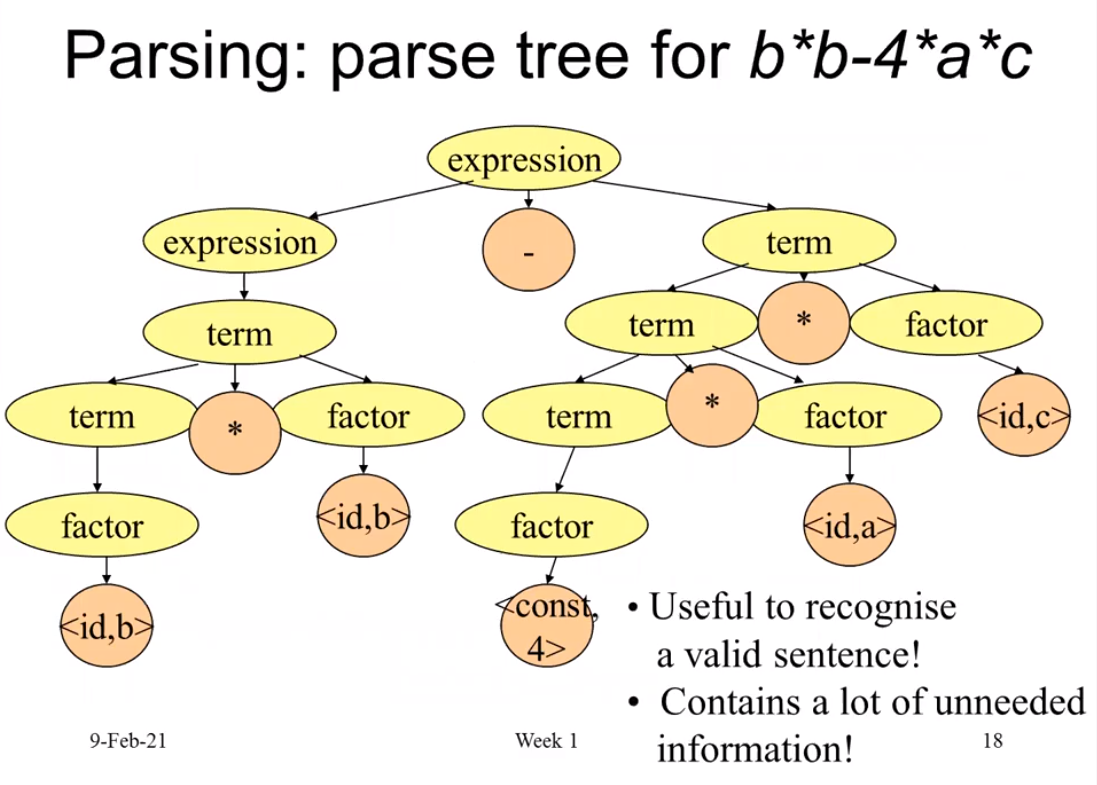 Parsing: parse tree for b*b-4*a*c
expression
expression
-
term
term
term
*
factor
term
*
factor
term
*
factor
<id,c>
factor
<id,b>
factor
<id,a>
<id,b>
<const,
4>
• Useful to recognise
a valid sentence!
• Contains a lot of unneeded
information!
9-Feb-21
Week 1
18